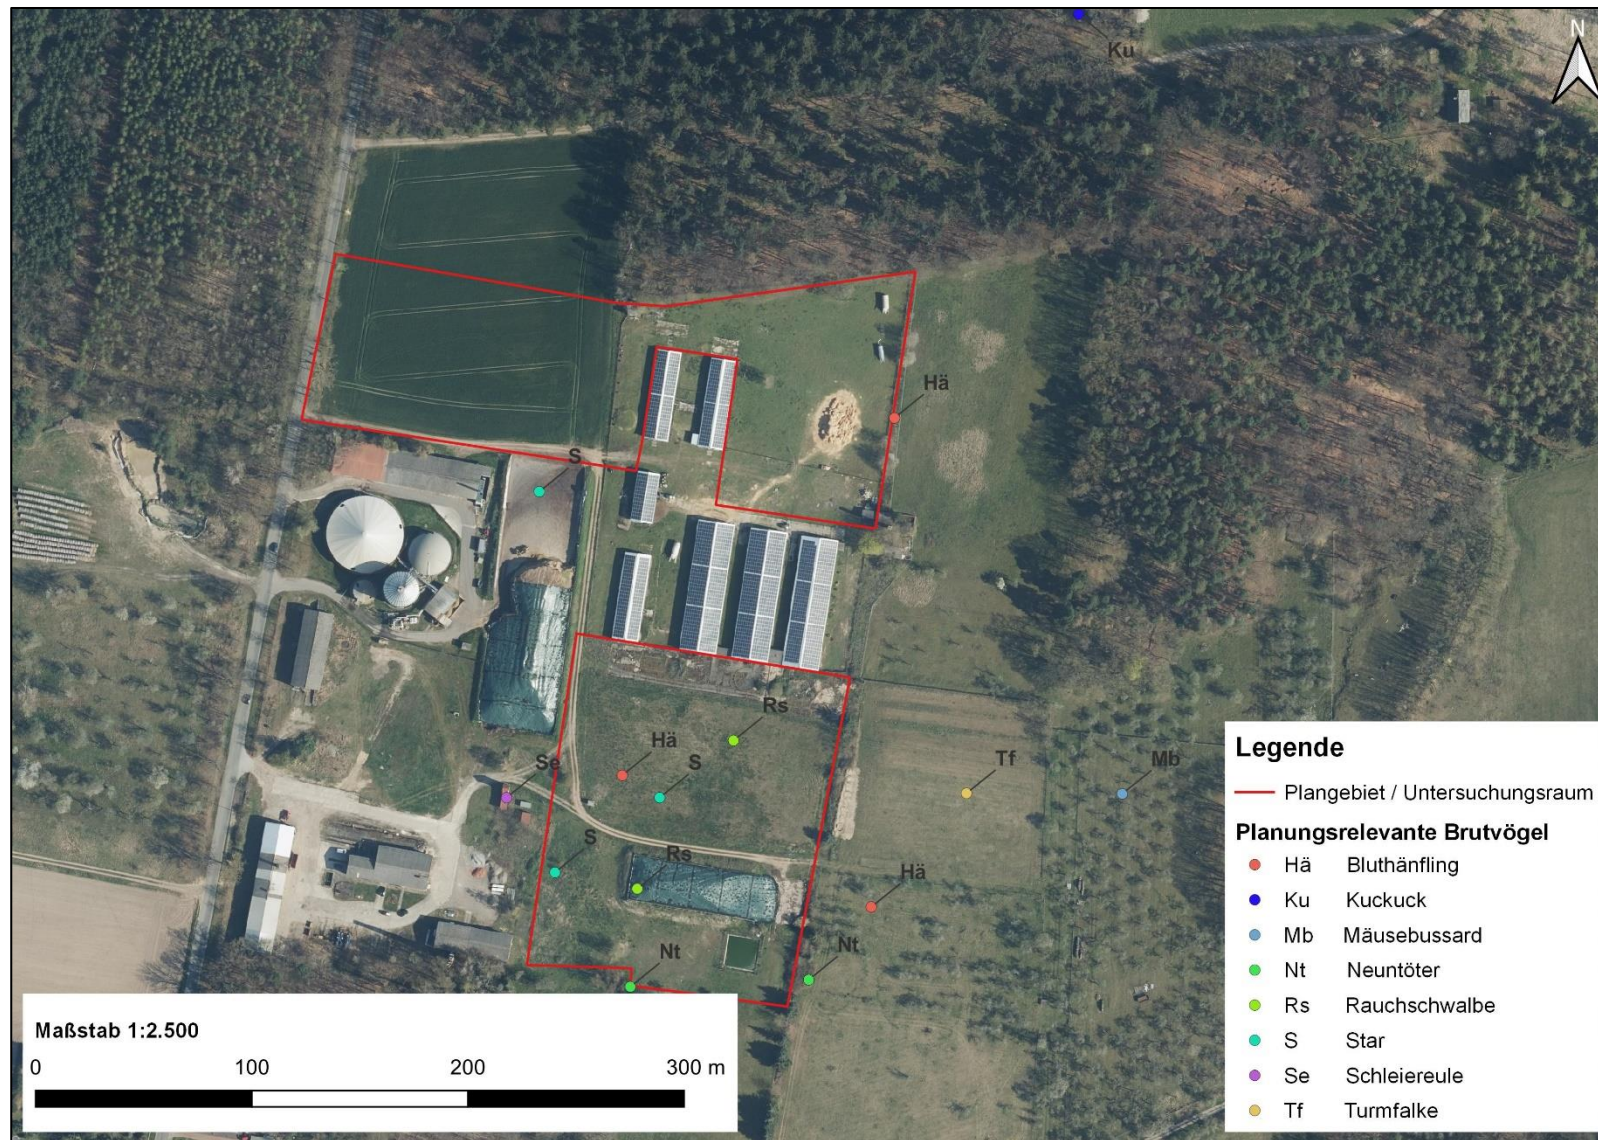 Ku
N
Hä
S
Rs
Hä
S
Se
Tf
Mb
S
Rs
Hä
Nt
Nt
Legende
Plangebiet / Untersuchungsraum
Planungsrelevante Brutvögel
Hä Bluthänfling
Ku Kuckuck
Mb Mäusebussard
Nt Neuntöter
Rs Rauchschwalbe
S Star
Se Schleiereule
Tf Turmfalke
Maßstab 1:2.500
0 100 200 300 m